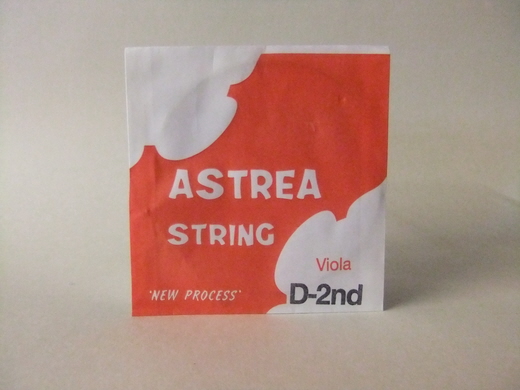 ASTREA
STRING
Viola
'NEW PROCESS'
D-2nd